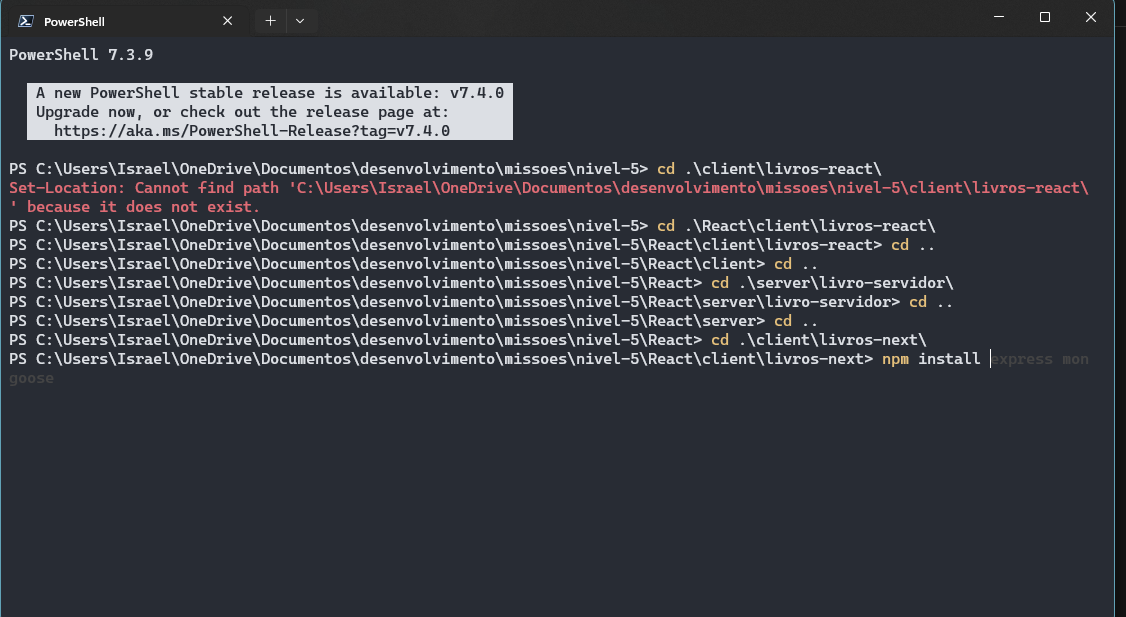 PowerShell
PowerShell 7.3.9
A new PowerShell stable release is available: v7.4.0
Upgrade now, or check out the release page at:
https://aka.ms/PowerShell-Release?tag=v7.4.0
PS C:\Users\Israel\OneDrive\Documentos\desenvolvimento\missoes\nivel-5> cd .\client\livros-react\
Set-Location: Cannot find path 'C:\Users\Israel\OneDrive\Documentos\desenvolvimento\missoes\nivel-5\client\livros-react\
' because it does not exist.
PS C:\Users\Israel\OneDrive\Documentos\desenvolvimento\missoes\nivel-5> cd .\React\client\livros-react\
PS C:\Users\Israel\OneDrive\Documentos\desenvolvimento\missoes\nivel-5\React\client\livros-react> cd ..
PS C:\Users\Israel\OneDrive\Documentos\desenvolvimento\missoes\nivel-5\React\client> cd ..
PS C:\Users\Israel\OneDrive\Documentos\desenvolvimento\missoes\nivel-5\React> cd .\server\livro-servidor\
PS C:\Users\Israel\OneDrive\Documentos\desenvolvimento\missoes\nivel-5\React\server\livro-servidor> cd ..
PS C:\Users\Israel\OneDrive\Documentos\desenvolvimento\missoes\nivel-5\React\server> cd ..
PS C:\Users\Israel\OneDrive\Documentos\desenvolvimento\missoes\nivel-5\React> cd .\client\livros-next\
PS C:\Users\Israel\OneDrive\Documentos\desenvolvimento\missoes\nivel-5\React\client\livros-next> npm install express mon
goose